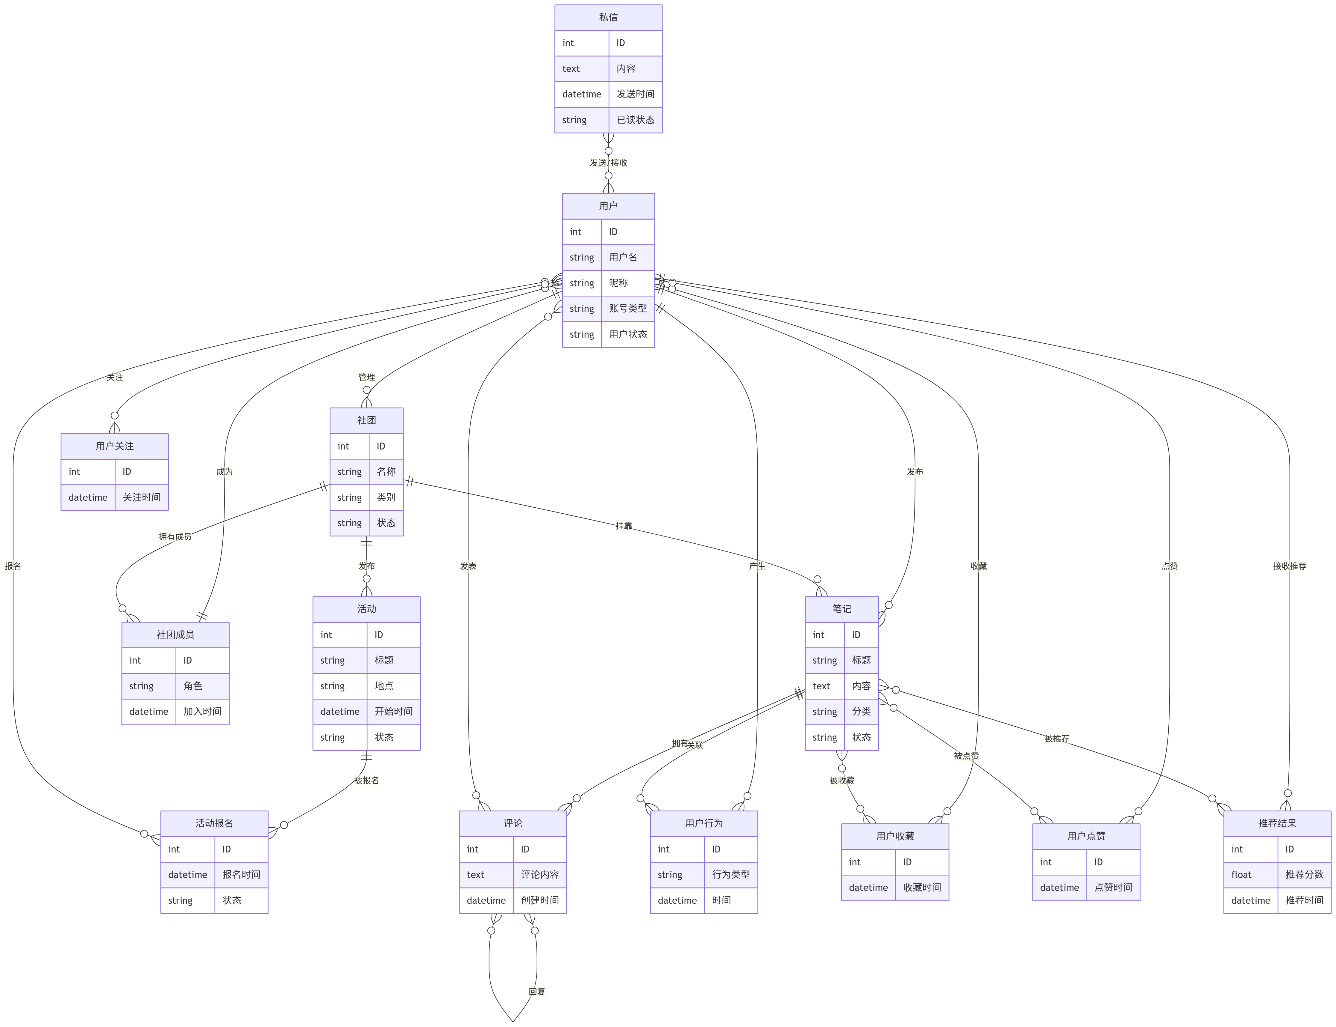 私信
int ID
text 内容
datetime 发送时间
string 已读状态
发送/接收
用户
int ID
string 用户名
string 昵称
string 账号类型
string 用户状态
关注
管理
社团
int ID
string 名称
string 类别
string 状态
用户关注
int ID
datetime 关注时间
成为
发布
拥有成员
挂靠
报名
发布
发表
产生
收藏
点赞
接收推荐
活动
int ID
string 标题
string 地点
datetime 开始时间
string 状态
笔记
int ID
string 标题
text 内容
string 分类
string 状态
社团成员
int ID
string 角色
datetime 加入时间
拥有
关联
被推荐
被点赞
被报名
被收藏
活动报名
int ID
datetime 报名时间
string 状态
评论
int ID
text 评论内容
datetime 创建时间
用户行为
int ID
string 行为类型
datetime 时间
用户收藏
int ID
datetime 收藏时间
用户点赞
int ID
datetime 点赞时间
推荐结果
int ID
float 推荐分数
datetime 推荐时间
回复